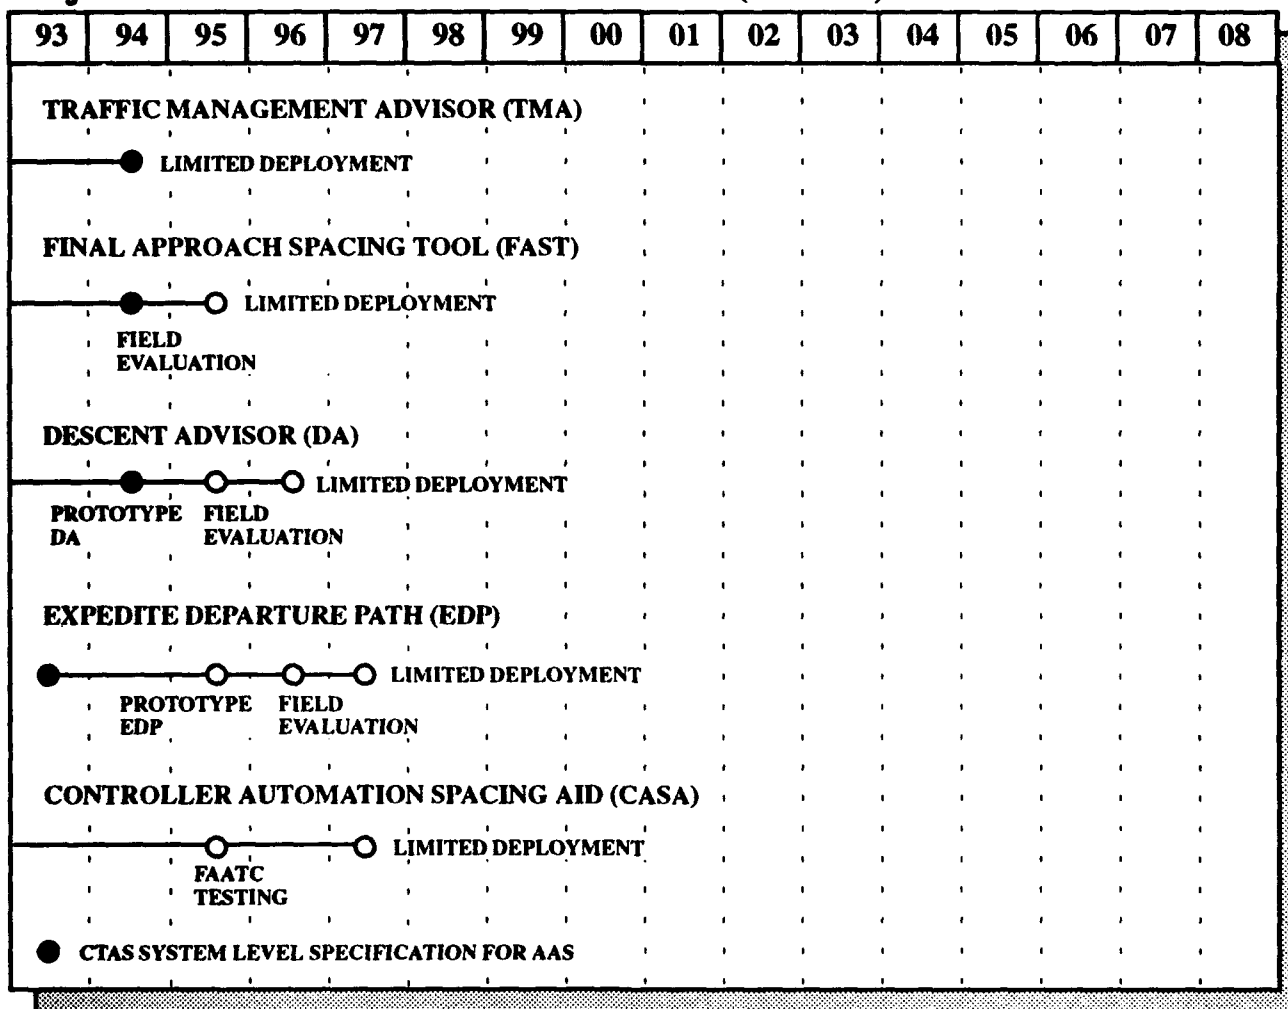 93 94 95 96 97 98 99 00 01 02 03 04 05 06 07 08
TRAFFIC MANAGEMENT ADVISOR (TMA)
LIMITED DEPLOYMENT
FINAL APPROACH SPACING TOOL (FAST)
LIMITED DEPLOYMENT
FIELD
EVALUATION
DESCENT ADVISOR (DA)
LIMITED DEPLOYMENT
PROTOTYPE FIELD
DA EVALUATION
EXPEDITE DEPARTURE PATH (EDP)
LIMITED DEPLOYMENT
PROTOTYPE FIELD
EDP EVALUATION
CONTROLLER AUTOMATION SPACING AID (CASA)
LIMITED DEPLOYMENT
FAATC
TESTING
CTAS SYSTEM LEVEL SPECIFICATION FOR AAS